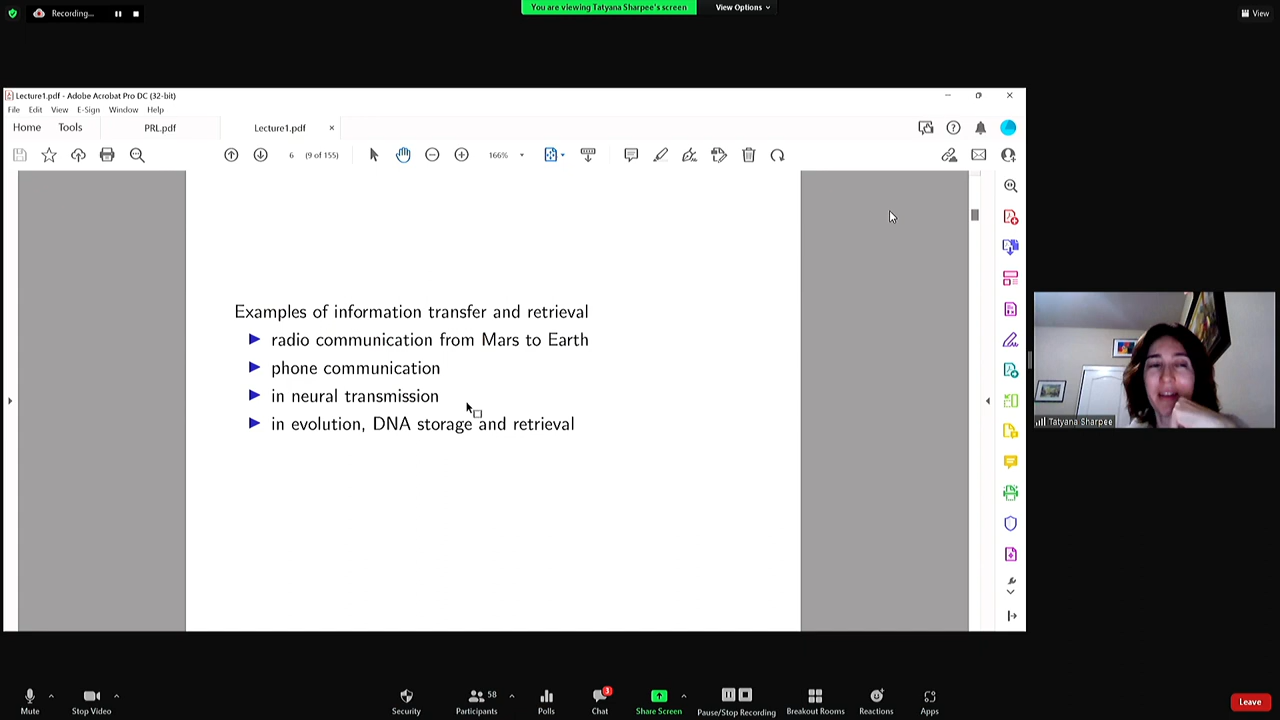 Recording...
You are viewing Tatyana Sharpee's screen
View Options
View
Lecture1.pdf - Adobe Acrobat Pro DC (32-bit)
File Edit View E-Sign Window Help
Home Tools PRL.pdf Lecture1.pdf ×
6 (9 of 155) 166%
Examples of information transfer and retrieval
radio communication from Mars to Earth
phone communication
in neural transmission
in evolution, DNA storage and retrieval
Tatyana Sharpee
Mute
Stop Video
Security
Participants 58
Polls
Chat 3
Share Screen
Pause/Stop Recording
Breakout Rooms
Reactions
Apps
Leave